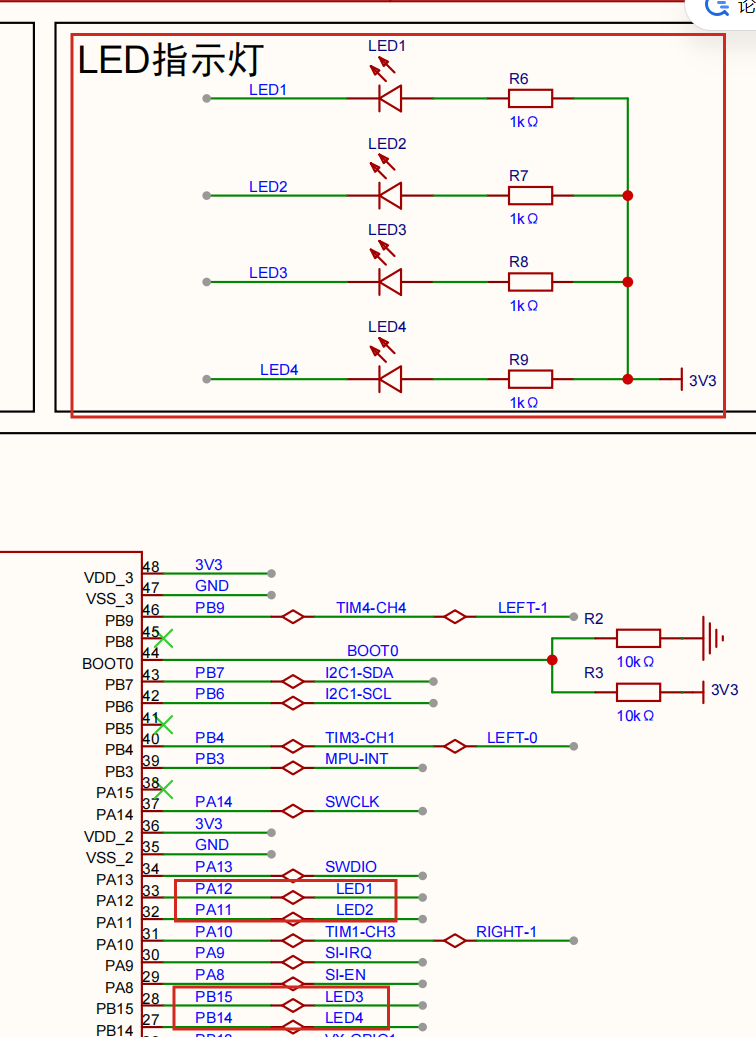 论
LED指示灯
LED1
LED1
R6
1kΩ
LED2
LED2
R7
1kΩ
LED3
LED3
R8
1kΩ
LED4
LED4
R9
1kΩ
3V3
VDD_3 48 3V3
VSS_3 47 GND
PB9 46 PB9 TIM4-CH4 LEFT-1
PB8 45
BOOT0 44 BOOT0
R2
10kΩ
R3
10kΩ
3V3
PB7 43 PB7 I2C1-SDA
PB6 42 PB6 I2C1-SCL
PB5 41
PB4 40 PB4 TIM3-CH1 LEFT-0
PB3 39 PB3 MPU-INT
PA15 38
PA14 37 PA14 SWCLK
VDD_2 36 3V3
VSS_2 35 GND
PA13 34 PA13 SWDIO
PA12 33 PA12 LED1
PA11 32 PA11 LED2
PA10 31 PA10 TIM1-CH3 RIGHT-1
PA9 30 PA9 SI-IRQ
PA8 29 PA8 SI-EN
PB15 28 PB15 LED3
PB14 27 PB14 LED4